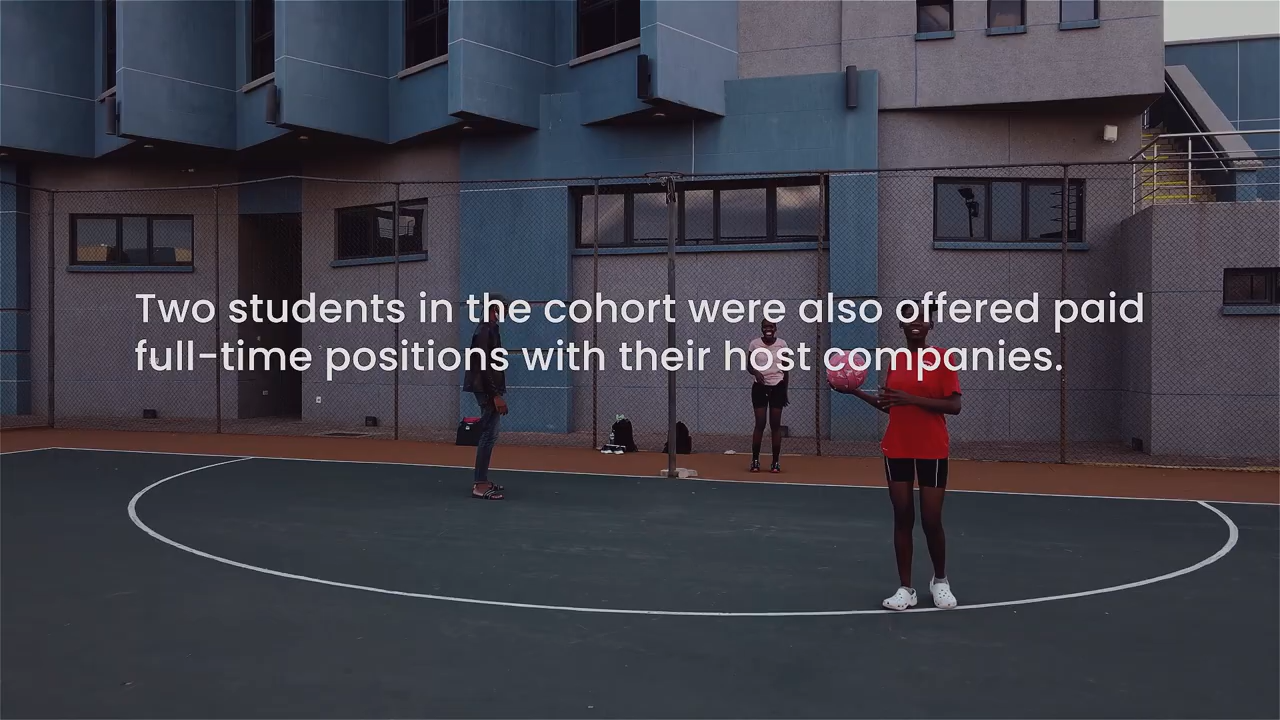 Two students in the cohort were also offered paid
full-time positions with their host companies.